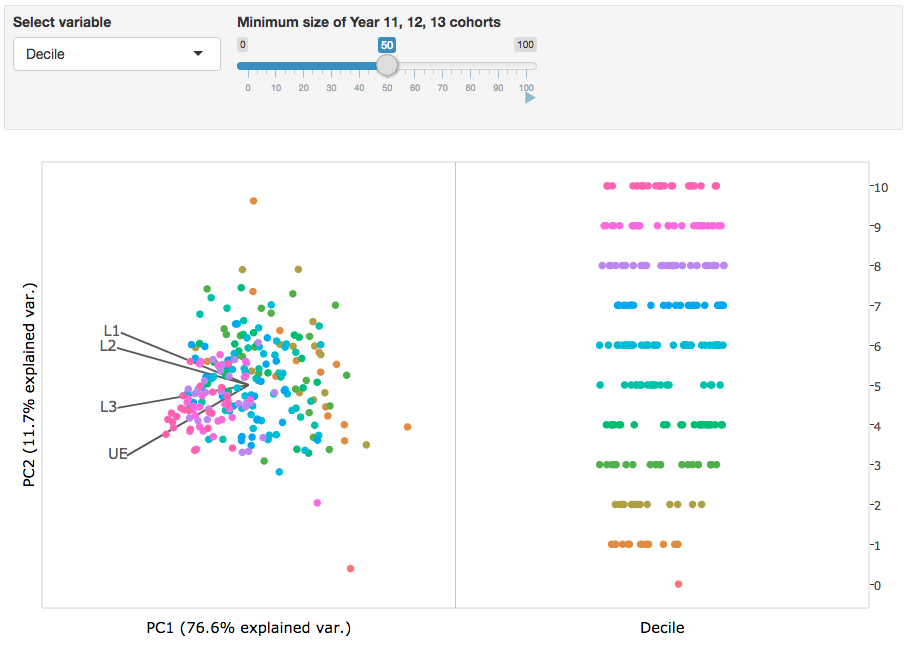 Select variable
Minimum size of Year 11, 12, 13 cohorts
Decile
0
50
100
0 10 20 30 40 50 60 70 80 90 100
L1
L2
L3
UE
PC2 (11.7% explained var.)
PC1 (76.6% explained var.)
10
9
8
7
6
5
4
3
2
1
0
Decile